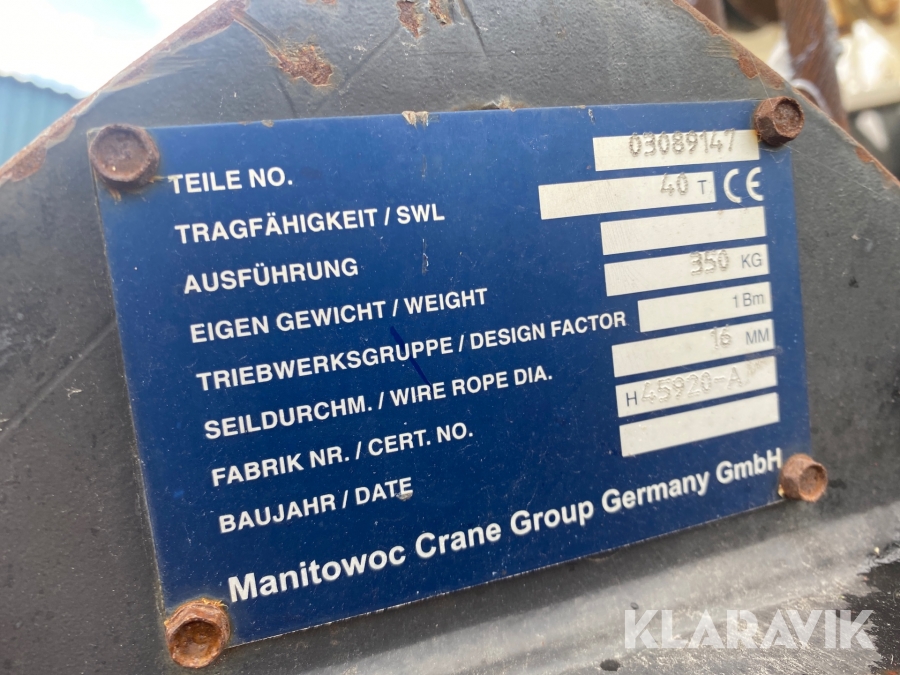 TEILE NO. 03089147
TRAGFÄHIGKEIT / SWL 40 T CE
AUSFÜHRUNG
EIGEN GEWICHT / WEIGHT 350 KG
TRIEBWERKSGRUPPE / DESIGN FACTOR 1Bm
SEILDURCHM. / WIRE ROPE DIA. 16 MM
FABRIK NR. / CERT. NO. H45920-A
BAUJAHR / DATE
Manitowoc Crane Group Germany GmbH
KLARAVIK